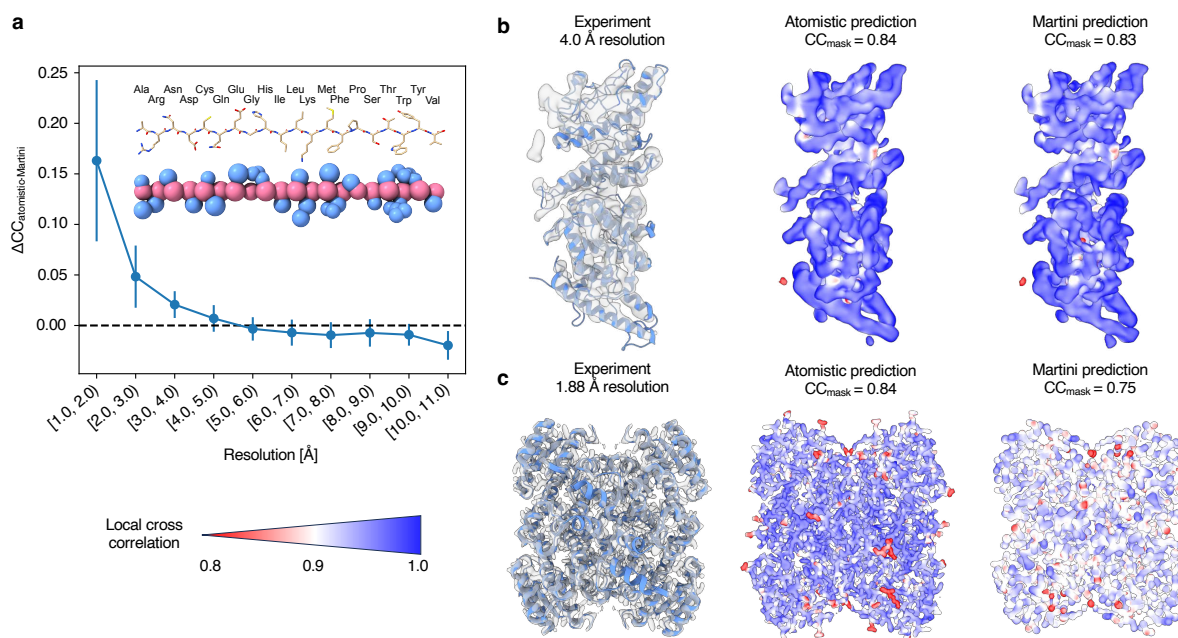 a
0.25
0.20
0.15
0.10
0.05
0.00
ΔCCatomistic-Martini
Ala Asn Cys Glu His Leu Met Pro Thr Tyr
Arg Asp Gln Gly Ile Lys Phe Ser Trp Val
[1.0, 2.0)
[2.0, 3.0)
[3.0, 4.0)
[4.0, 5.0)
[5.0, 6.0)
[6.0, 7.0)
[7.0, 8.0)
[8.0, 9.0)
[9.0, 10.0)
[10.0, 11.0)
Resolution [Å]
Local cross
correlation
0.8 0.9 1.0
b
Experiment
4.0 Å resolution
Atomistic prediction
CCmask = 0.84
Martini prediction
CCmask = 0.83
c
Experiment
1.88 Å resolution
Atomistic prediction
CCmask = 0.84
Martini prediction
CCmask = 0.75